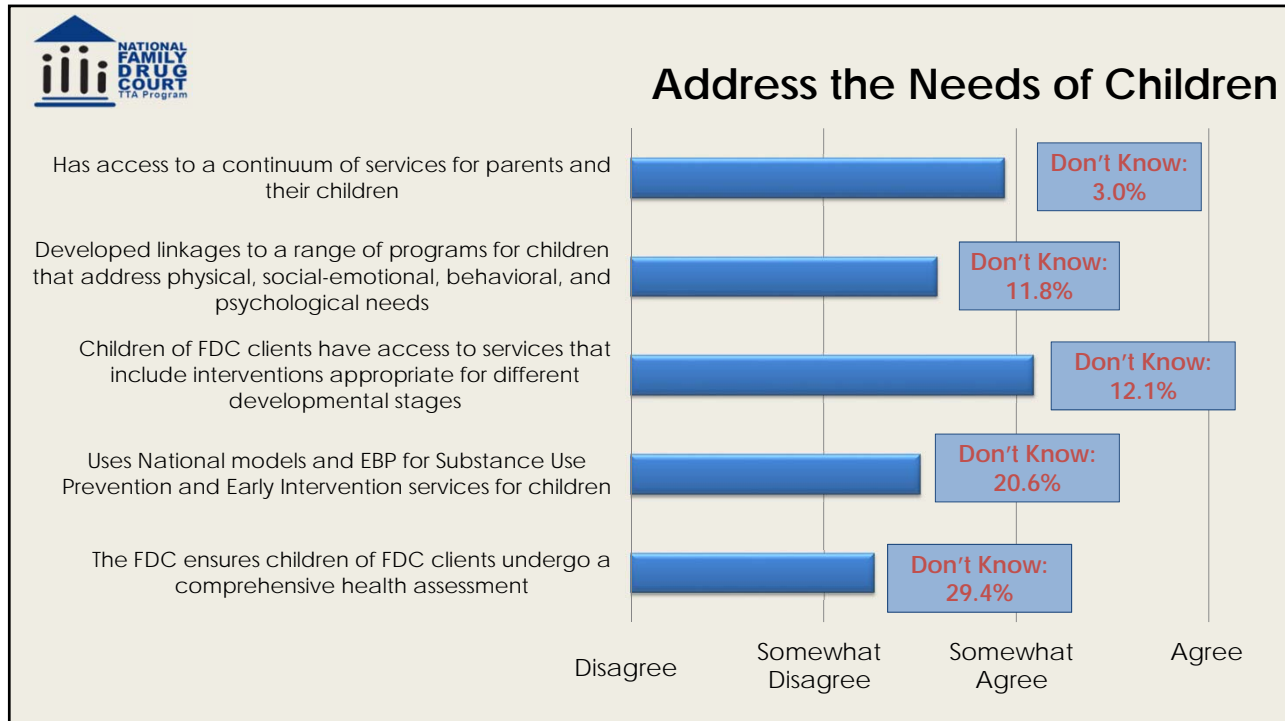 NATIONAL
FAMILY
DRUG
COURT
TTA Program
Address the Needs of Children
Has access to a continuum of services for parents and
their children
Don't Know:
3.0%
Developed linkages to a range of programs for children
that address physical, social-emotional, behavioral, and
psychological needs
Don't Know:
11.8%
Children of FDC clients have access to services that
include interventions appropriate for different
developmental stages
Don't Know:
12.1%
Uses National models and EBP for Substance Use
Prevention and Early Intervention services for children
Don't Know:
20.6%
The FDC ensures children of FDC clients undergo a
comprehensive health assessment
Don't Know:
29.4%
Disagree
Somewhat
Disagree
Somewhat
Agree
Agree